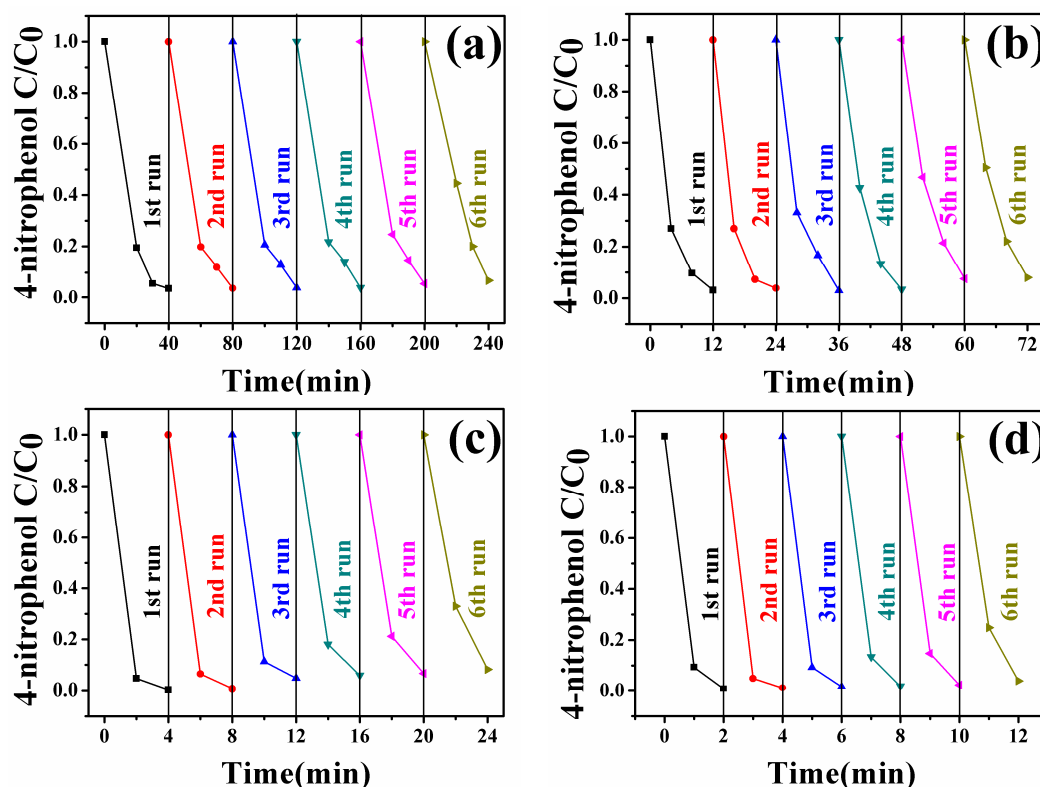 (a)
4-nitrophenol C/C0
1.0
0.8
0.6
0.4
0.2
0.0
1st run
2nd run
3rd run
4th run
5th run
6th run
0 40 80 120 160 200 240
Time(min)
(b)
4-nitrophenol C/C0
1.0
0.8
0.6
0.4
0.2
0.0
1st run
2nd run
3rd run
4th run
5th run
6th run
0 12 24 36 48 60 72
Time(min)
(c)
4-nitrophenol C/C0
1.0
0.8
0.6
0.4
0.2
0.0
1st run
2nd run
3rd run
4th run
5th run
6th run
0 4 8 12 16 20 24
Time(min)
(d)
4-nitrophenol C/C0
1.0
0.8
0.6
0.4
0.2
0.0
1st run
2nd run
3rd run
4th run
5th run
6th run
0 2 4 6 8 10 12
Time(min)